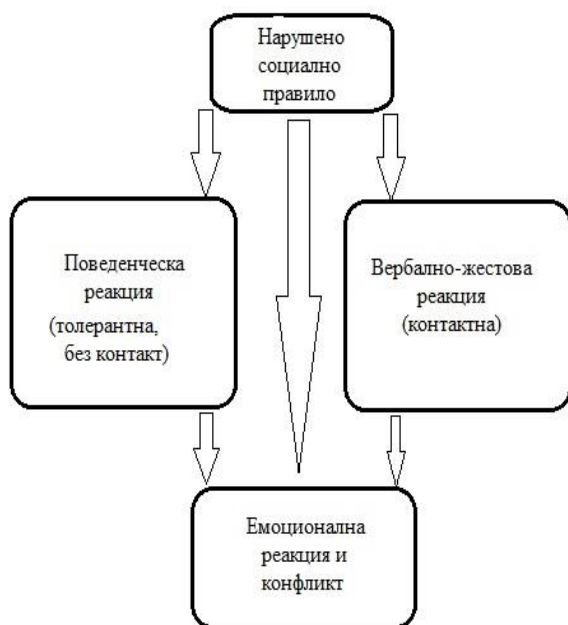 Нарушено
социално
правило
Поведенческа
реакция
(толерантна,
без контакт)
Вербално-жестова
реакция
(контактна)
Емоционална
реакция и
конфликт